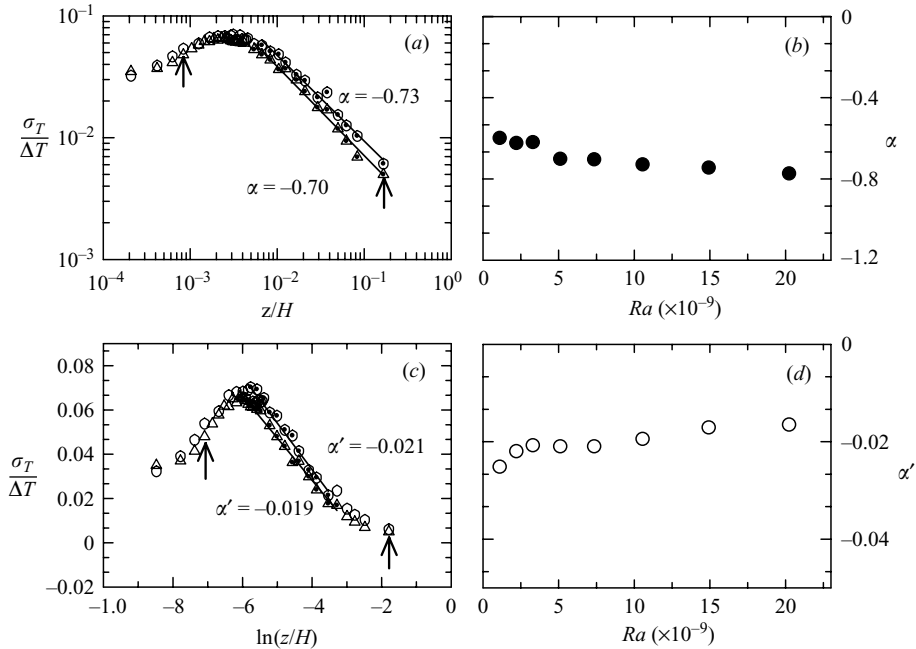 10⁻¹
10⁻²
10⁻³
σ_T
ΔT
(a)
α = –0.73
α = –0.70
10⁻⁴ 10⁻³ 10⁻² 10⁻¹ 10⁰
z/H
(b)
0
–0.4
–0.8
–1.2
α
0 5 10 15 20
Ra (×10⁻⁹)
0.08
0.06
0.04
0.02
0
–0.02
σ_T
ΔT
(c)
α′ = –0.021
α′ = –0.019
–1.0 –8 –6 –4 –2 0
ln(z/H)
(d)
0
–0.02
–0.04
α′
0 5 10 15 20
Ra (×10⁻⁹)